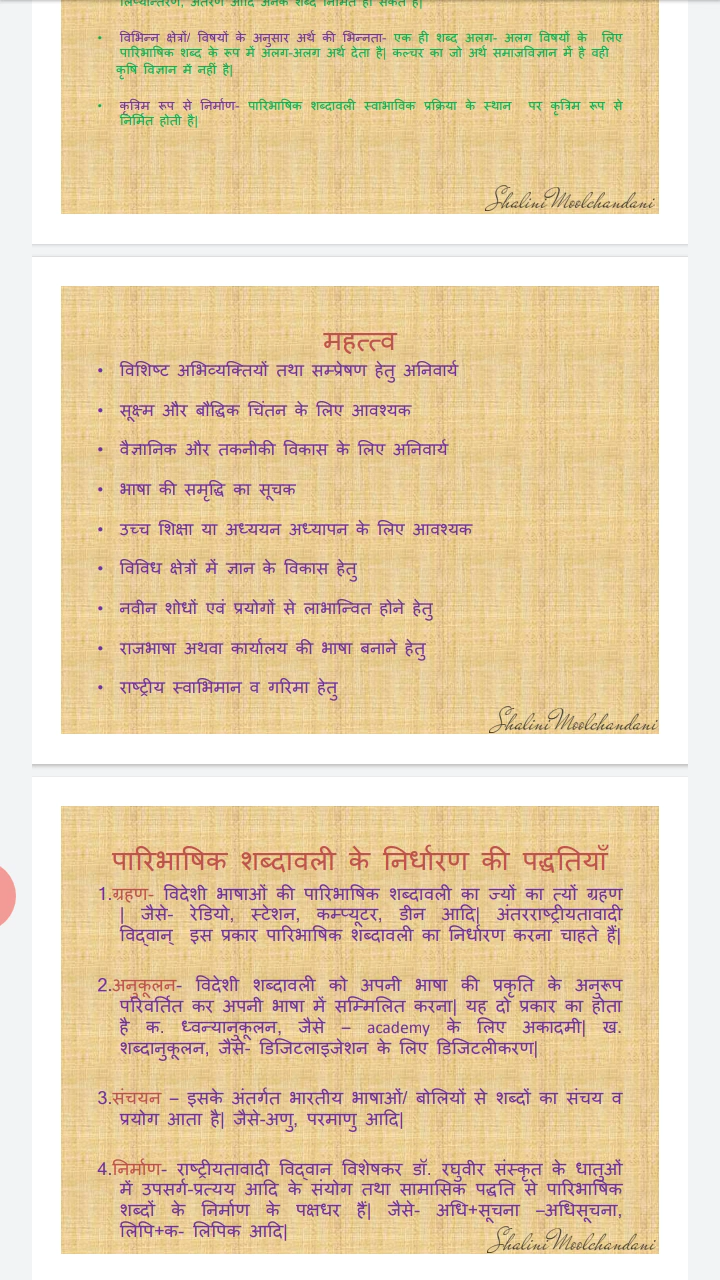 लिप्यान्तरण, अंतरण आदि अनेक शब्द निर्मित हो सकते है|
• विभिन्न क्षेत्रों/ विषयों के अनुसार अर्थ की भिन्नता- एक ही शब्द अलग- अलग विषयों के लिए
पारिभाषिक शब्द के रूप में अलग-अलग अर्थ देता है| कल्चर का जो अर्थ समाजविज्ञान में है वही
कृषि विज्ञान में नहीं है|
• कृत्रिम रूप से निर्माण- पारिभाषिक शब्दावली स्वाभाविक प्रक्रिया के स्थान पर कृत्रिम रूप से
निर्मित होती है|
Shalini Moolchandani
महत्त्व
• विशिष्ट अभिव्यक्तियों तथा सम्प्रेषण हेतु अनिवार्य
• सूक्ष्म और बौद्धिक चिंतन के लिए आवश्यक
• वैज्ञानिक और तकनीकी विकास के लिए अनिवार्य
• भाषा की समृद्धि का सूचक
• उच्च शिक्षा या अध्ययन अध्यापन के लिए आवश्यक
• विविध क्षेत्रों में ज्ञान के विकास हेतु
• नवीन शोधों एवं प्रयोगों से लाभान्वित होने हेतु
• राजभाषा अथवा कार्यालय की भाषा बनाने हेतु
• राष्ट्रीय स्वाभिमान व गरिमा हेतु
Shalini Moolchandani
पारिभाषिक शब्दावली के निर्धारण की पद्धतियाँ
1.ग्रहण- विदेशी भाषाओं की पारिभाषिक शब्दावली का ज्यों का त्यों ग्रहण
| जैसे- रेडियो, स्टेशन, कम्प्यूटर, डीन आदि| अंतरराष्ट्रीयतावादी
विद्वान् इस प्रकार पारिभाषिक शब्दावली का निर्धारण करना चाहते हैं|
2.अनुकूलन- विदेशी शब्दावली को अपनी भाषा की प्रकृति के अनुरूप
परिवर्तित कर अपनी भाषा में सम्मिलित करना| यह दो प्रकार का होता
है क. ध्वन्यानुकूलन, जैसे – academy के लिए अकादमी| ख.
शब्दानुकूलन, जैसे- डिजिटलाइजेशन के लिए डिजिटलीकरण|
3.संचयन – इसके अंतर्गत भारतीय भाषाओं/ बोलियों से शब्दों का संचय व
प्रयोग आता है| जैसे-अणु, परमाणु आदि|
4.निर्माण- राष्ट्रीयतावादी विद्वान विशेषकर डॉ. रघुवीर संस्कृत के धातुओं
में उपसर्ग-प्रत्यय आदि के संयोग तथा सामासिक पद्धति से पारिभाषिक
शब्दों के निर्माण के पक्षधर हैं| जैसे- अधि+सूचना –अधिसूचना,
लिपि+क- लिपिक आदि|
Shalini Moolchandani